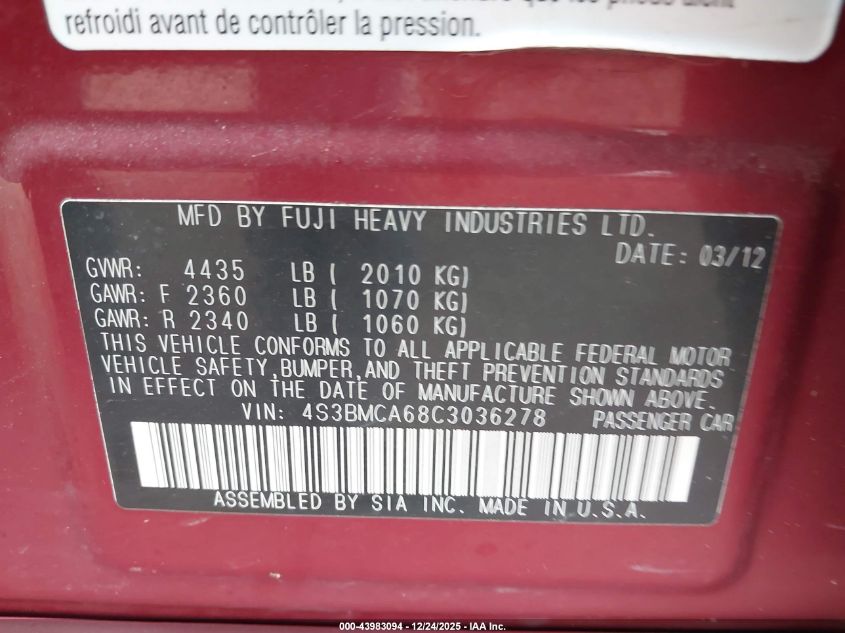 refroidi avant de contrôler la pression.
MFD BY FUJI HEAVY INDUSTRIES LTD.
DATE: 03/12
GVWR: 4435 LB ( 2010 KG)
GAWR: F 2360 LB ( 1070 KG)
GAWR: R 2340 LB ( 1060 KG)
THIS VEHICLE CONFORMS TO ALL APPLICABLE FEDERAL MOTOR
VEHICLE SAFETY, BUMPER, AND THEFT PREVENTION STANDARDS
IN EFFECT ON THE DATE OF MANUFACTURE SHOWN ABOVE.
VIN: 4S3BMCA68C3036278 PASSENGER CAR
ASSEMBLED BY SIA INC. MADE IN U.S.A.
000-43983094 - 12/24/2025 - IAA Inc.